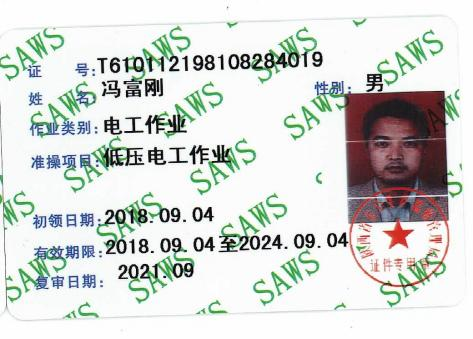 证 号:T610112198108284019
姓 名:冯富刚 性别:男
作业类别:电工作业
准操项目:低压电工作业
初领日期:2018.09.04
有效期限:2018.09.04至2024.09.04
复审日期:2021.09
证件专用章
SAWS